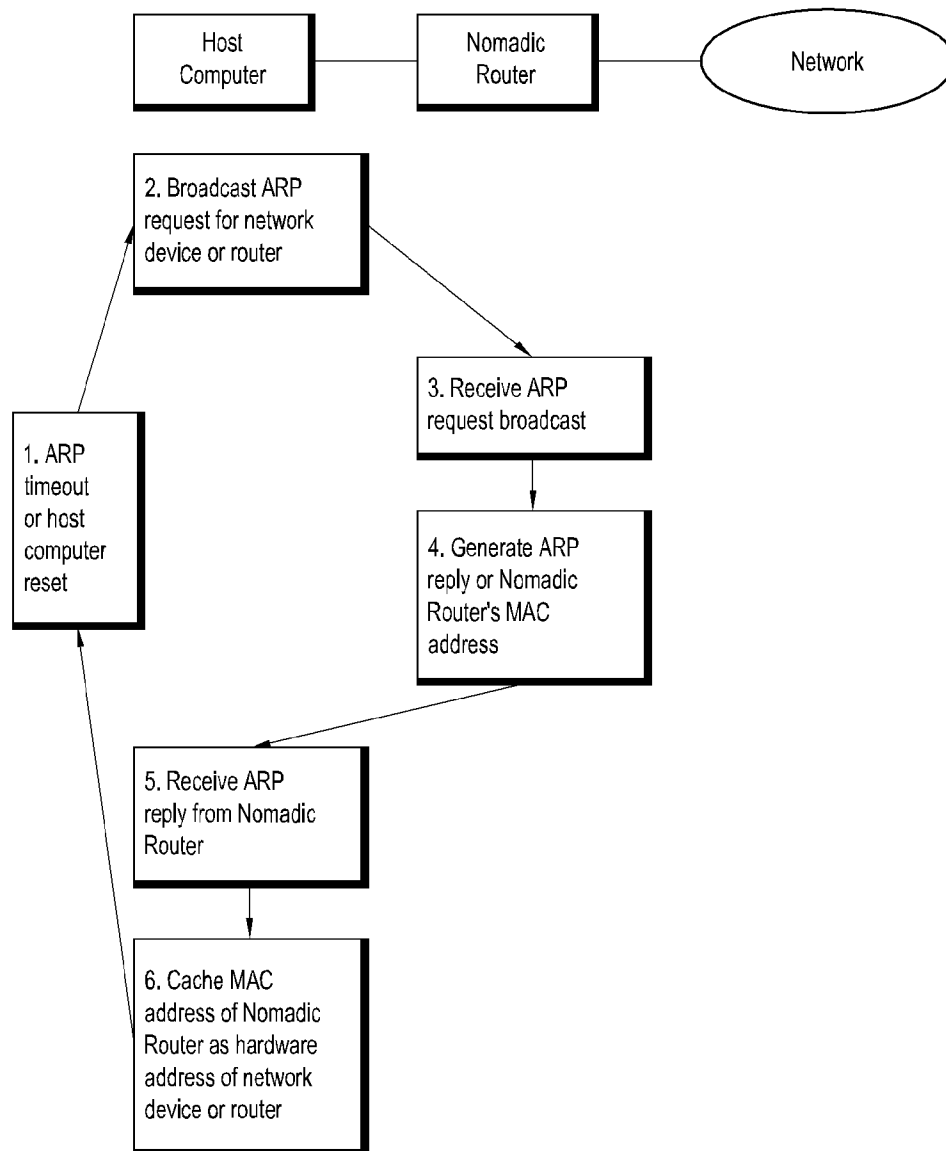 Host
Computer
Nomadic
Router
Network
2. Broadcast ARP
request for network
device or router
3. Receive ARP
request broadcast
1. ARP
timeout
or host
computer
reset
4. Generate ARP
reply or Nomadic
Router's MAC
address
5. Receive ARP
reply from Nomadic
Router
6. Cache MAC
address of Nomadic
Router as hardware
address of network
device or router